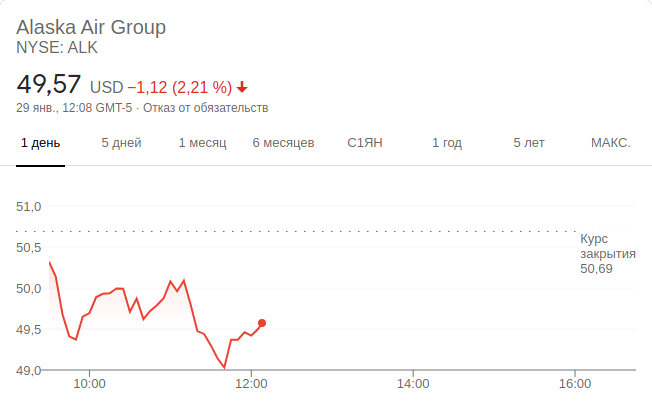 Alaska Air Group
NYSE: ALK
49,57 USD −1,12 (2,21 %)
29 янв., 12:08 GMT-5 · Отказ от обязательств
1 день 5 дней 1 месяц 6 месяцев С1ЯН 1 год 5 лет МАКС.
51,0
Курс
50,5 закрытия
50,69
50,0
49,5
49,0
10:00 12:00 14:00 16:00